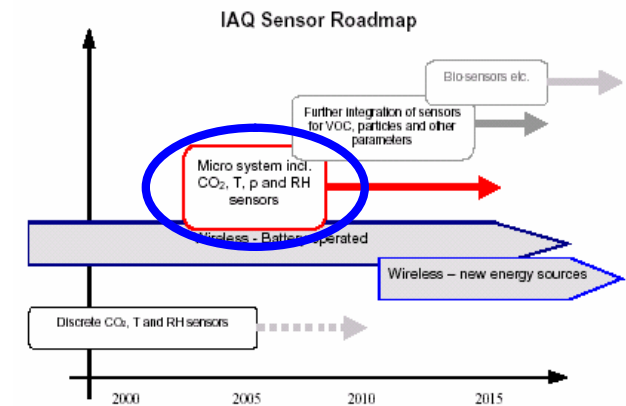 IAQ Sensor Roadmap
Bio-sensors etc.
Further integration of sensors
for VOC, particles and other
parameters
Micro system incl.
CO₂, T, p and RH
sensors
Wireless - Battery operated
Wireless – new energy sources
Discrete CO₂, T and RH sensors
2000 2005 2010 2015